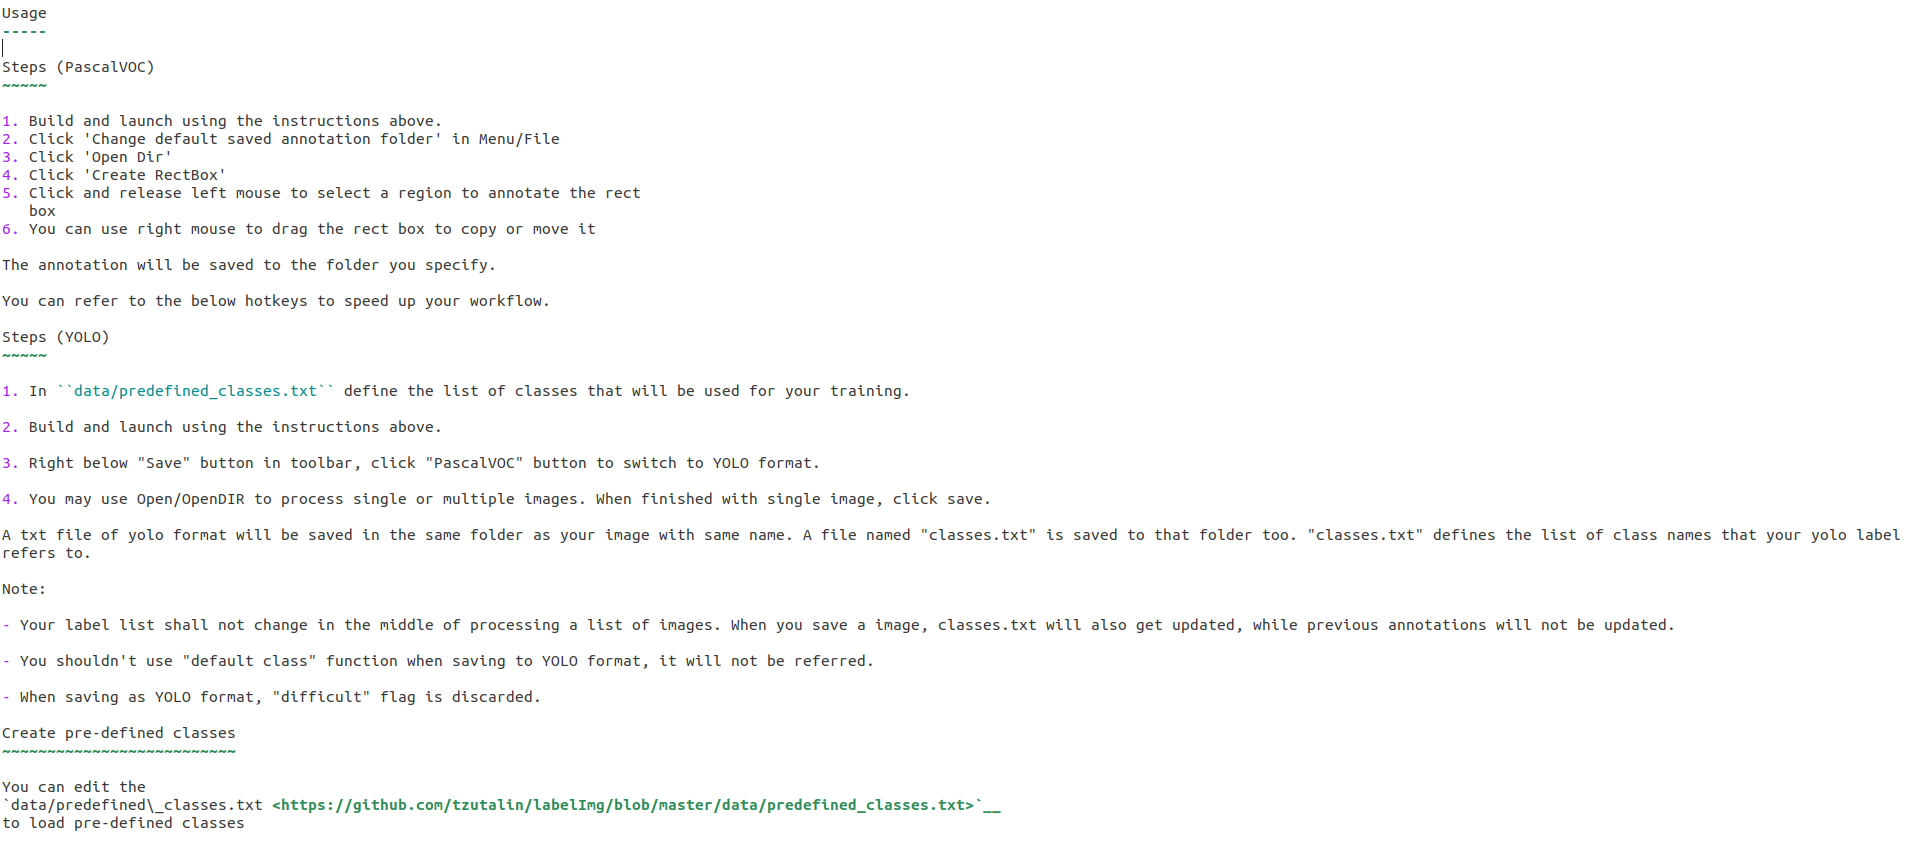 Usage
-----
Steps (PascalVOC)
~~~~~
1. Build and launch using the instructions above.
2. Click 'Change default saved annotation folder' in Menu/File
3. Click 'Open Dir'
4. Click 'Create RectBox'
5. Click and release left mouse to select a region to annotate the rect
   box
6. You can use right mouse to drag the rect box to copy or move it
The annotation will be saved to the folder you specify.
You can refer to the below hotkeys to speed up your workflow.
Steps (YOLO)
~~~~~
1. In ``data/predefined_classes.txt`` define the list of classes that will be used for your training.
2. Build and launch using the instructions above.
3. Right below "Save" button in toolbar, click "PascalVOC" button to switch to YOLO format.
4. You may use Open/OpenDIR to process single or multiple images. When finished with single image, click save.
A txt file of yolo format will be saved in the same folder as your image with same name. A file named "classes.txt" is saved to that folder too. "classes.txt" defines the list of class names that your yolo label
refers to.
Note:
- Your label list shall not change in the middle of processing a list of images. When you save a image, classes.txt will also get updated, while previous annotations will not be updated.
- You shouldn't use "default class" function when saving to YOLO format, it will not be referred.
- When saving as YOLO format, "difficult" flag is discarded.
Create pre-defined classes
~~~~~~~~~~~~~~~~~~~~~~~~~~
You can edit the
`data/predefined\_classes.txt <https://github.com/tzutalin/labelImg/blob/master/data/predefined_classes.txt>`__
to load pre-defined classes